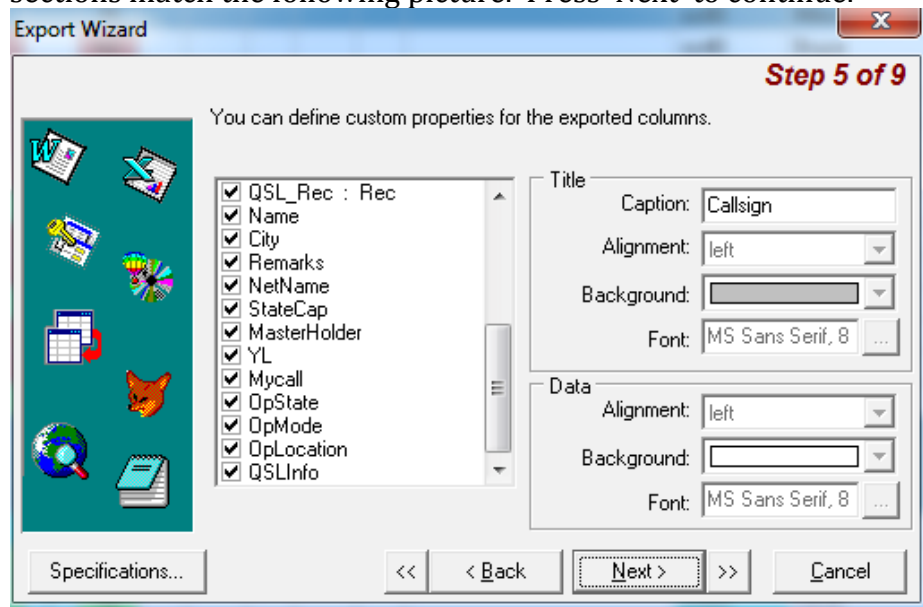 sections match the following picture. Press 'Next' to continue.
Export Wizard
X
Step 5 of 9
You can define custom properties for the exported columns.
QSL_Rec : Rec
Name
City
Remarks
NetName
StateCap
MasterHolder
YL
Mycall
OpState
OpMode
OpLocation
QSLInfo
Title
Caption: Callsign
Alignment: left
Background:
Font: MS Sans Serif, 8 ...
Data
Alignment: left
Background:
Font: MS Sans Serif, 8 ...
Specifications... << < Back Next > >> Cancel